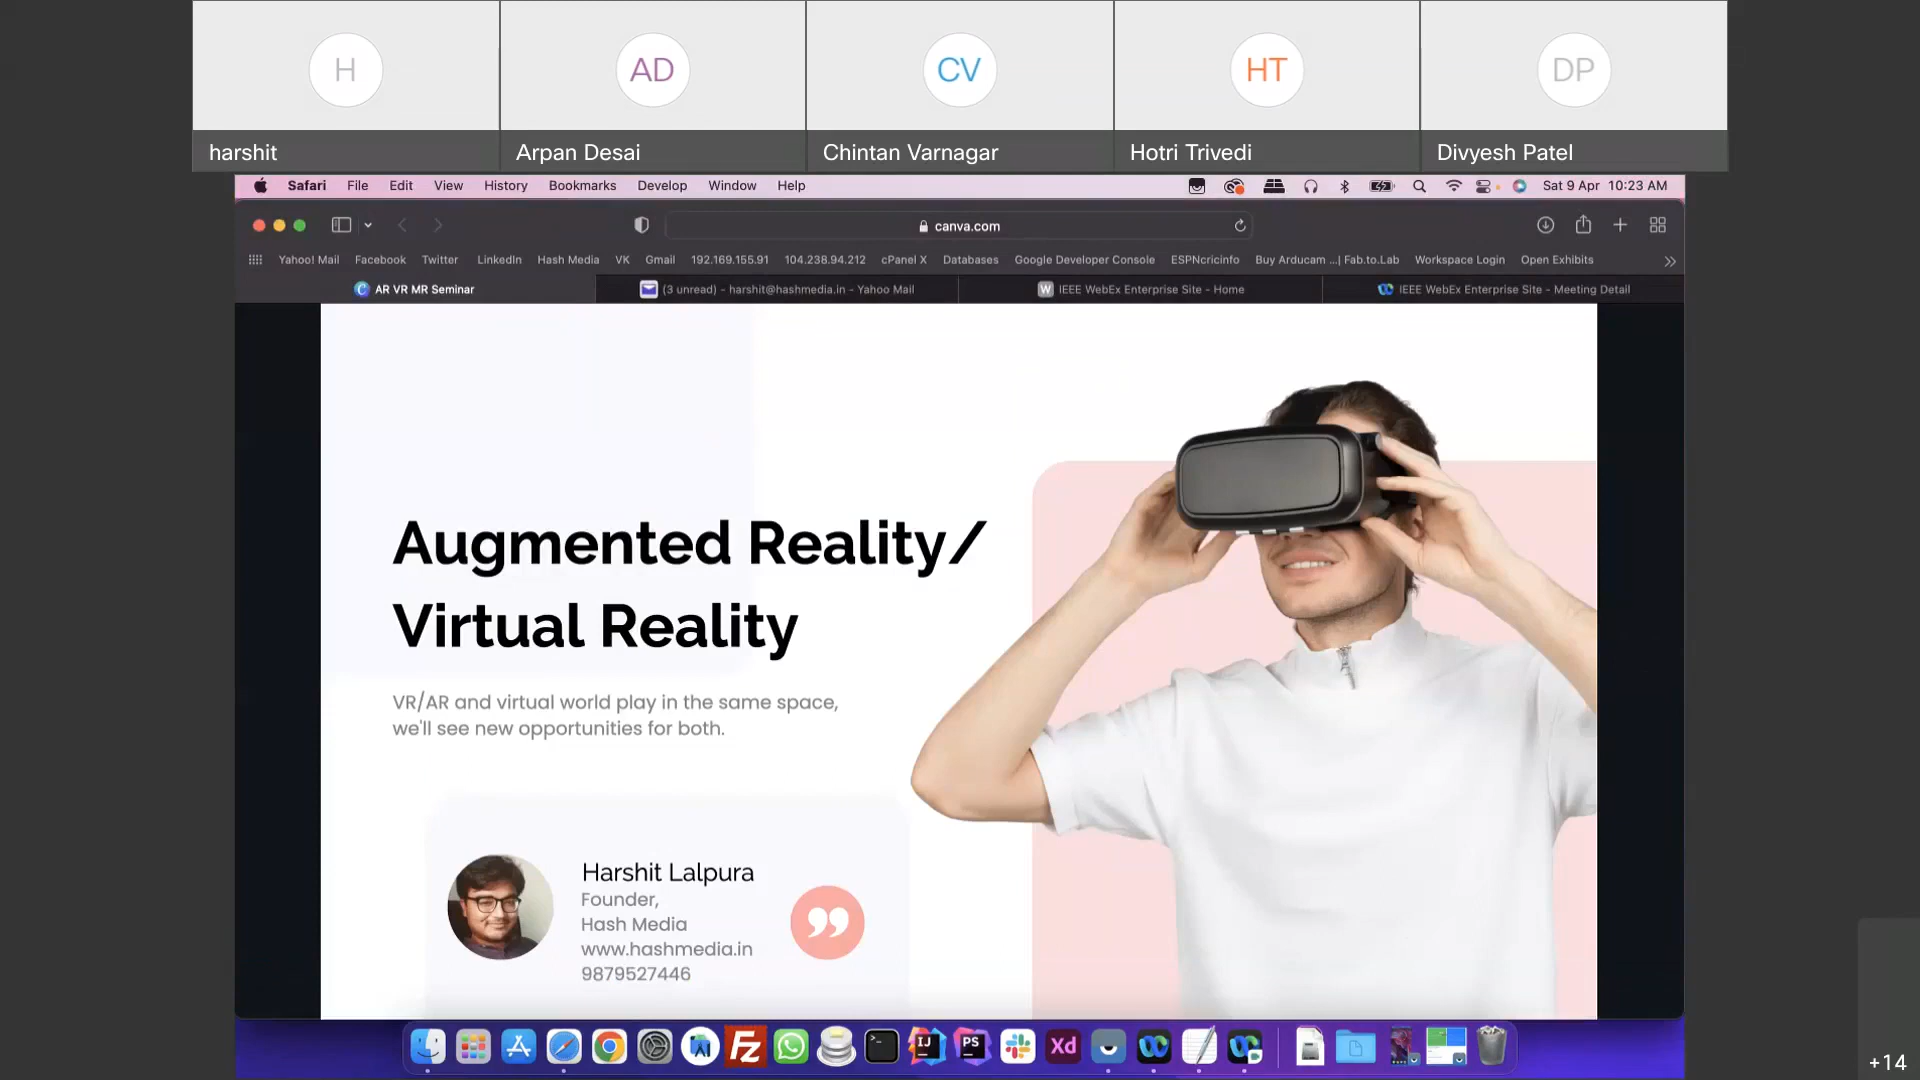 H
AD
CV
HT
DP
harshit
Arpan Desai
Chintan Varnagar
Hotri Trivedi
Divyesh Patel
Safari File Edit View History Bookmarks Develop Window Help
Sat 9 Apr 10:23 AM
canva.com
Yahoo! Mail Facebook Twitter LinkedIn Hash Media VK Gmail 192.169.155.91 104.238.94.212 cPanel X Databases Google Developer Console ESPNcricinfo Buy Arducam ...| Fab.to.Lab Workspace Login Open Exhibits
AR VR MR Seminar
(3 unread) - harshit@hashmedia.in - Yahoo Mail
W IEEE WebEx Enterprise Site - Home
IEEE WebEx Enterprise Site - Meeting Detail
Augmented Reality/
Virtual Reality
VR/AR and virtual world play in the same space,
we'll see new opportunities for both.
Harshit Lalpura
Founder,
Hash Media
www.hashmedia.in
9879527446
Fz
IJ
PS
Xd
+14